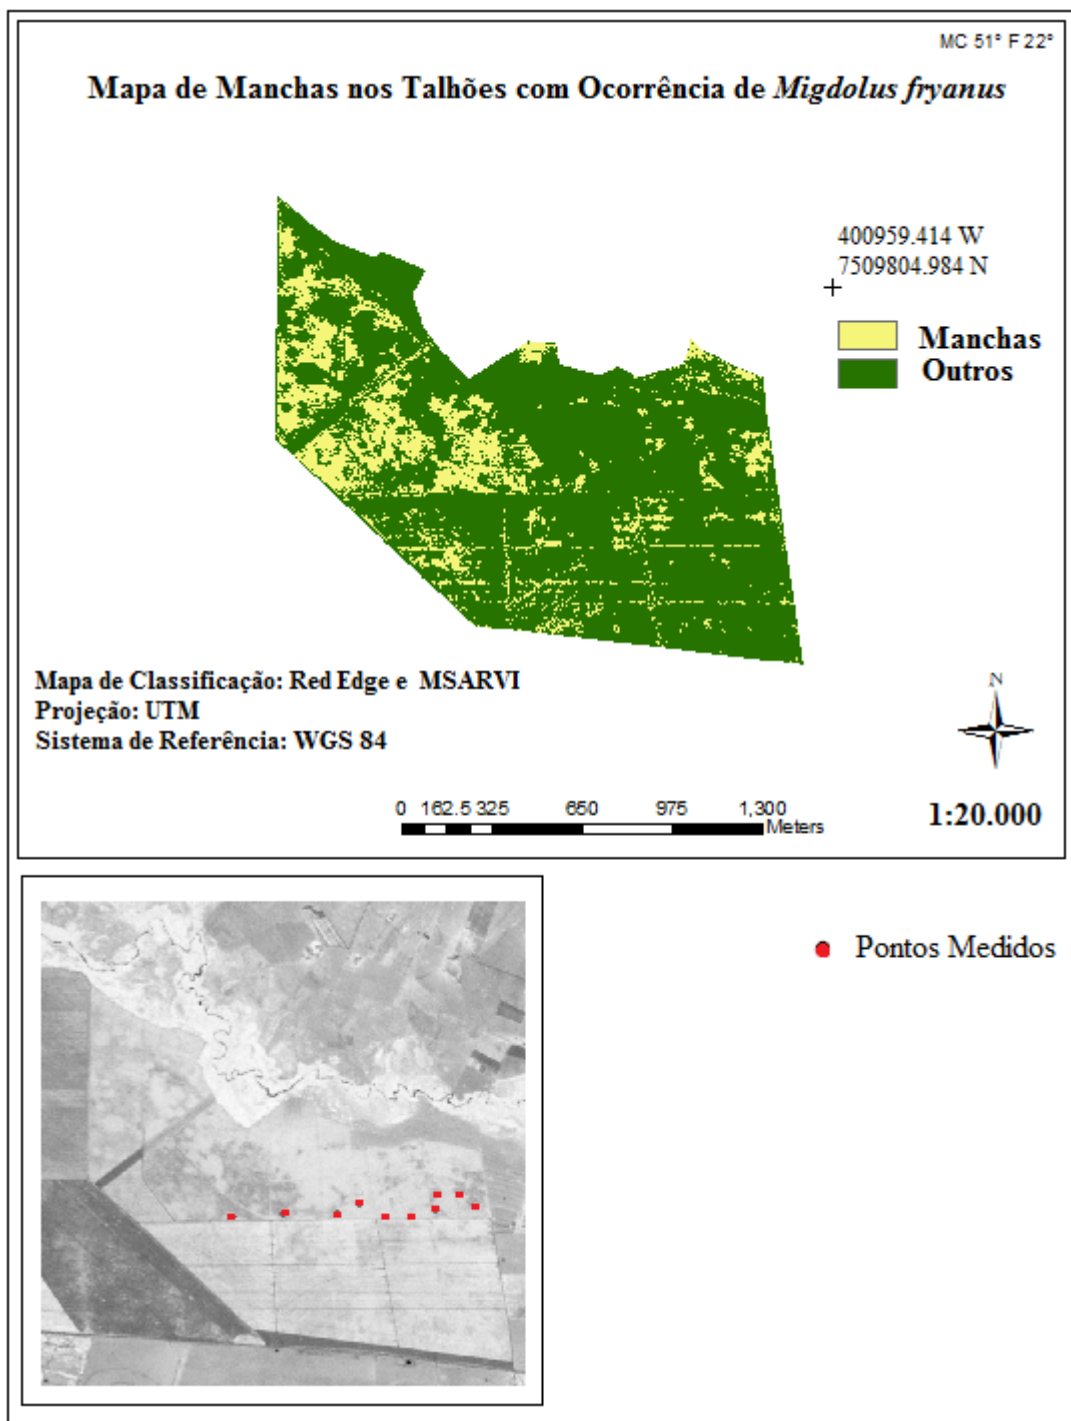 MC 51° F 22°
Mapa de Manchas nos Talhões com Ocorrência de Migdolus fryanus
400959.414 W
7509804.984 N
Manchas
Outros
Mapa de Classificação: Red Edge e MSARVI
Projeção: UTM
Sistema de Referência: WGS 84
N
0 162.5 325 650 975 1,300
Meters
1:20.000
Pontos Medidos